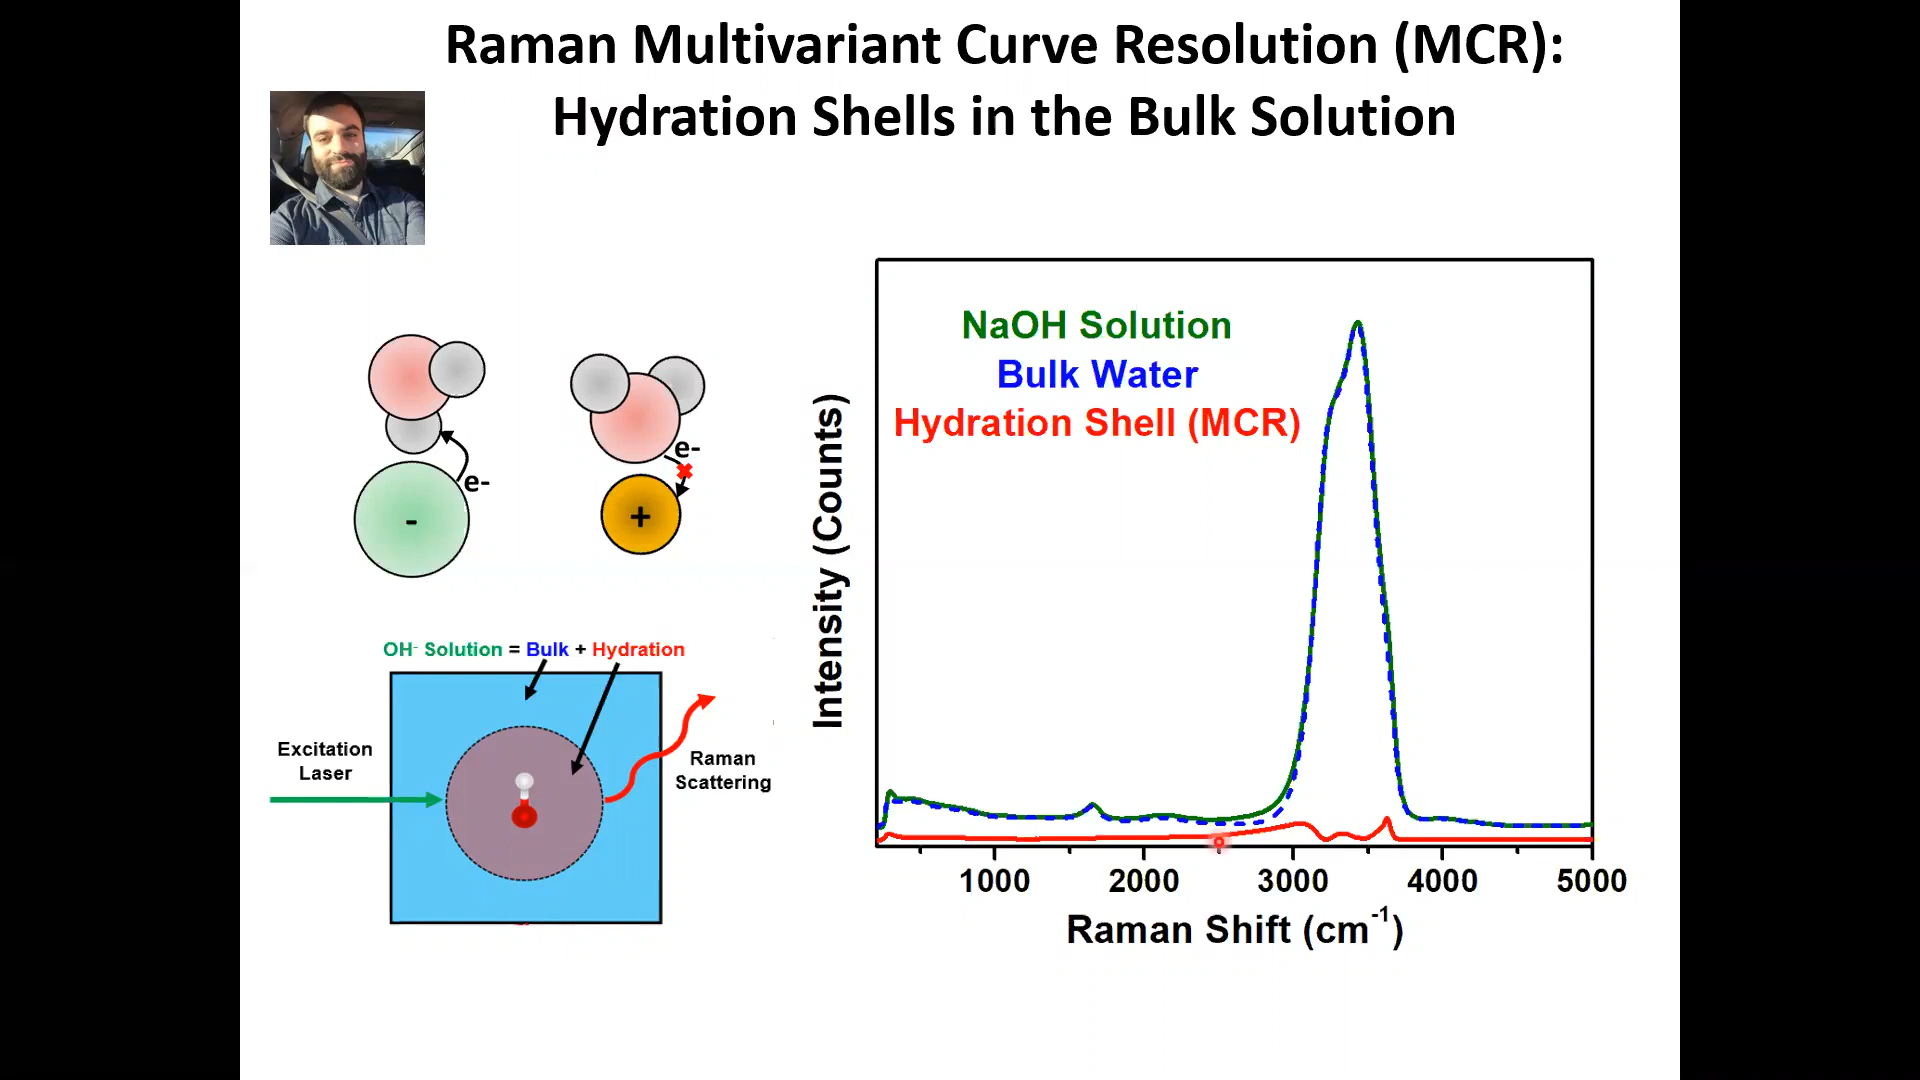 Raman Multivariant Curve Resolution (MCR):
Hydration Shells in the Bulk Solution
e-
-
e-
+
OH- Solution = Bulk + Hydration
Excitation
Laser
Raman
Scattering
NaOH Solution
Bulk Water
Hydration Shell (MCR)
Intensity (Counts)
1000 2000 3000 4000 5000
Raman Shift (cm-1)